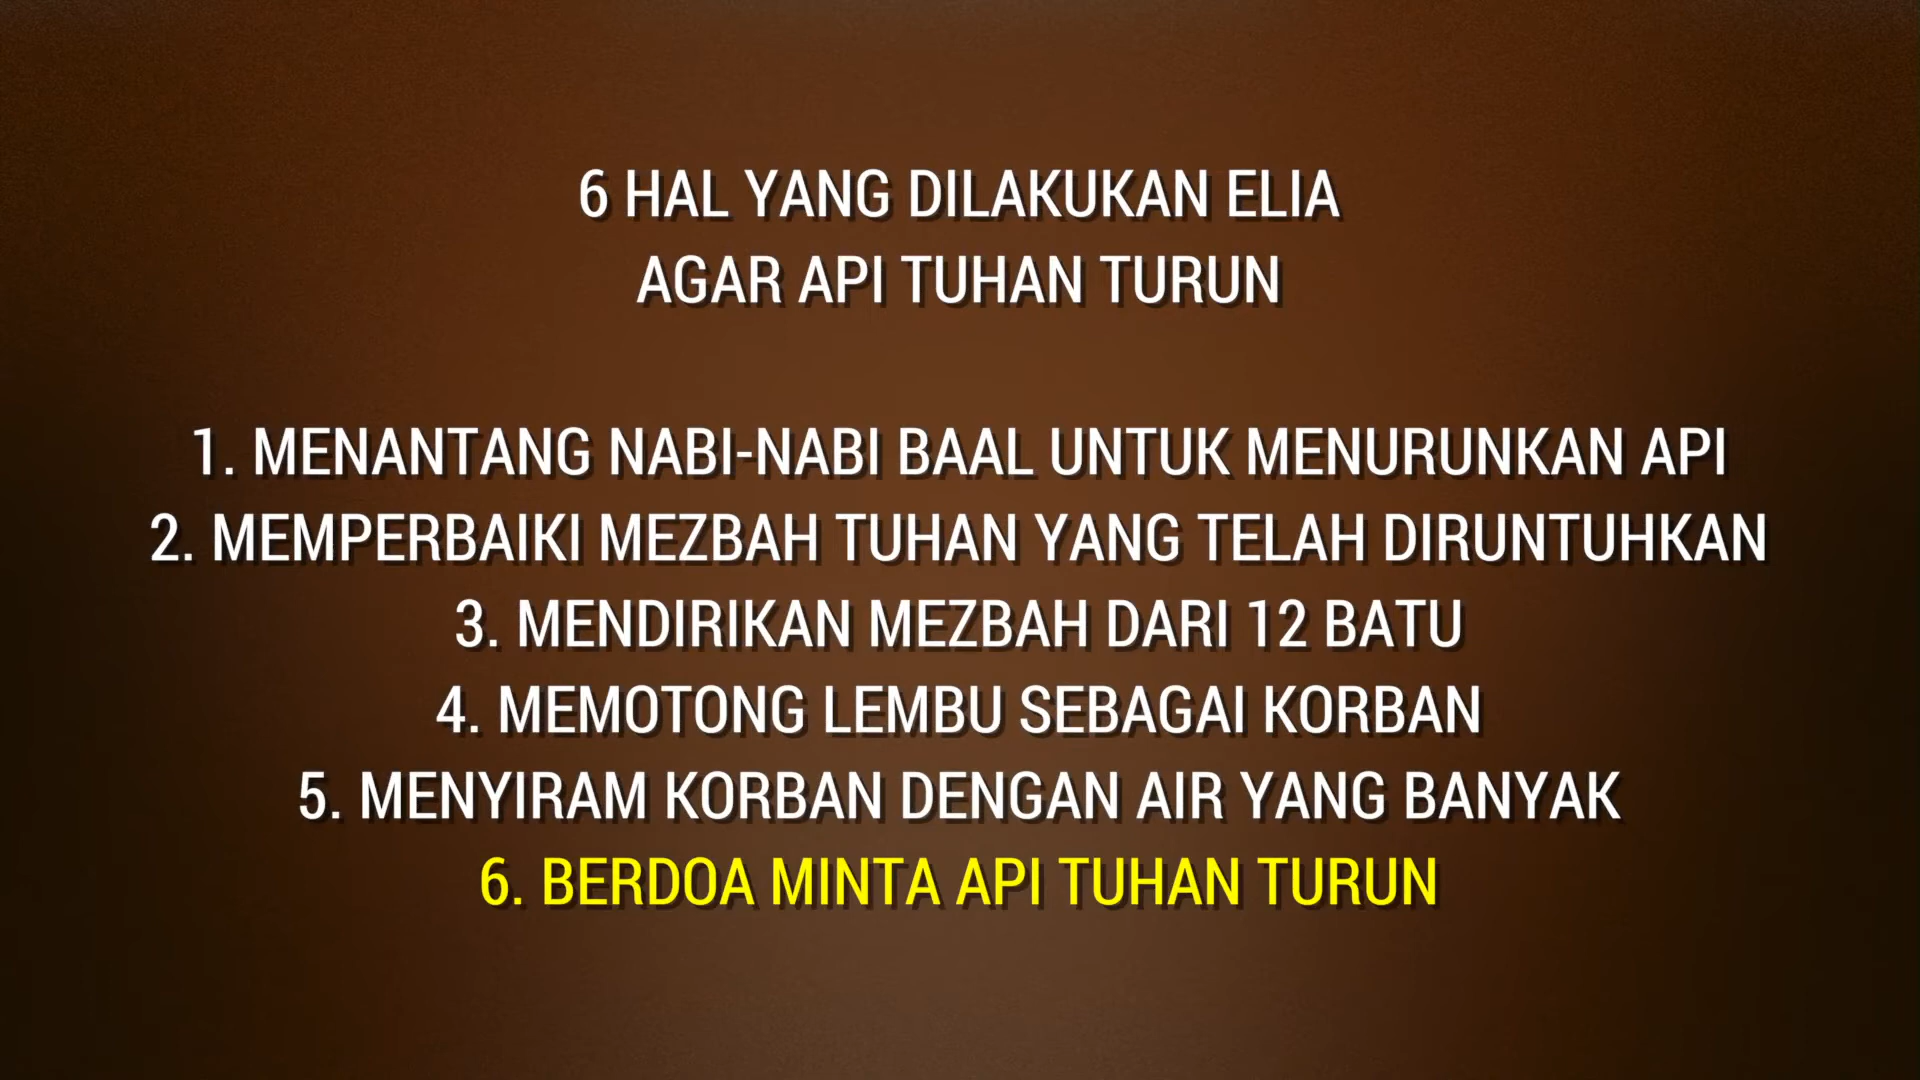 6 HAL YANG DILAKUKAN ELIA
AGAR API TUHAN TURUN
1. MENANTANG NABI-NABI BAAL UNTUK MENURUNKAN API
2. MEMPERBAIKI MEZBAH TUHAN YANG TELAH DIRUNTUHKAN
3. MENDIRIKAN MEZBAH DARI 12 BATU
4. MEMOTONG LEMBU SEBAGAI KORBAN
5. MENYIRAM KORBAN DENGAN AIR YANG BANYAK
6. BERDOA MINTA API TUHAN TURUN